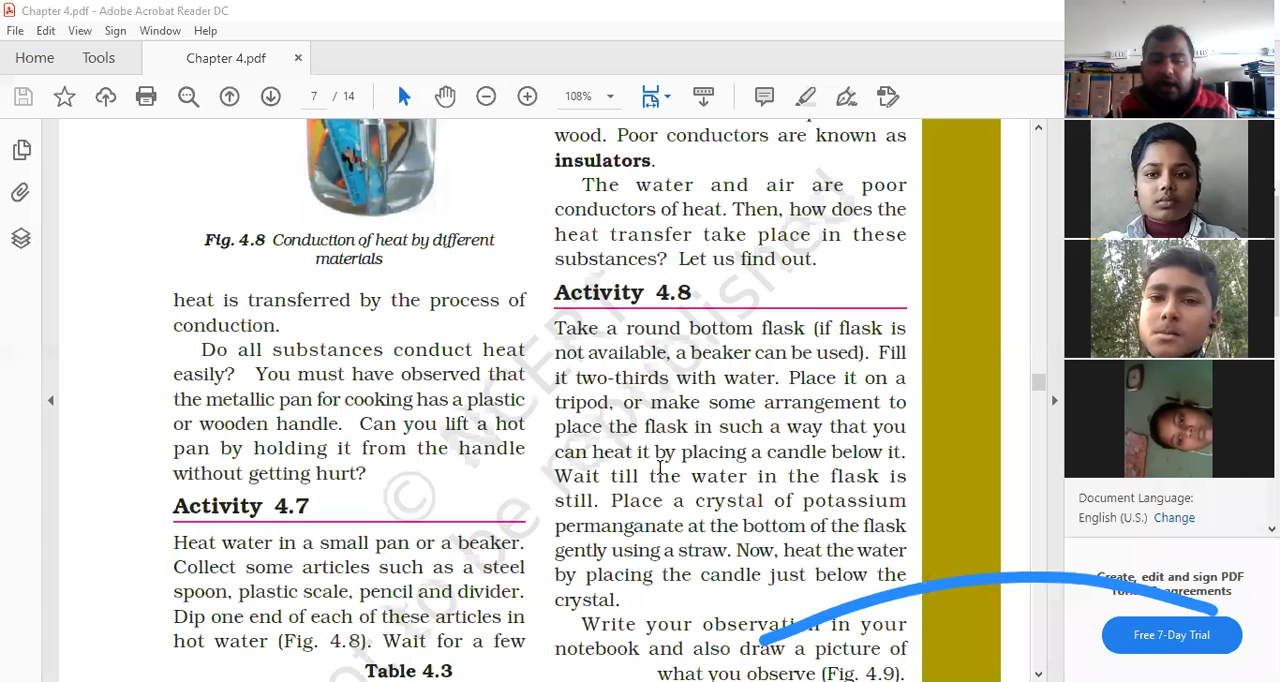 Chapter 4.pdf - Adobe Acrobat Reader DC
File Edit View Sign Window Help
Home Tools Chapter 4.pdf ×
7 / 14 108%
Fig. 4.8 Conduction of heat by different
materials
heat is transferred by the process of
conduction.
Do all substances conduct heat
easily? You must have observed that
the metallic pan for cooking has a plastic
or wooden handle. Can you lift a hot
pan by holding it from the handle
without getting hurt?
Activity 4.7
Heat water in a small pan or a beaker.
Collect some articles such as a steel
spoon, plastic scale, pencil and divider.
Dip one end of each of these articles in
hot water (Fig. 4.8). Wait for a few
Table 4.3
wood. Poor conductors are known as
insulators.
The water and air are poor
conductors of heat. Then, how does the
heat transfer take place in these
substances? Let us find out.
Activity 4.8
Take a round bottom flask (if flask is
not available, a beaker can be used). Fill
it two-thirds with water. Place it on a
tripod, or make some arrangement to
place the flask in such a way that you
can heat it by placing a candle below it.
Wait till the water in the flask is
still. Place a crystal of potassium
permanganate at the bottom of the flask
gently using a straw. Now, heat the water
by placing the candle just below the
crystal.
Write your observation in your
notebook and also draw a picture of
what you observe (Fig. 4.9).
© NCERT
not to be republished
Document Language:
English (U.S.) Change
Create, edit and sign PDF
agreements
Free 7-Day Trial